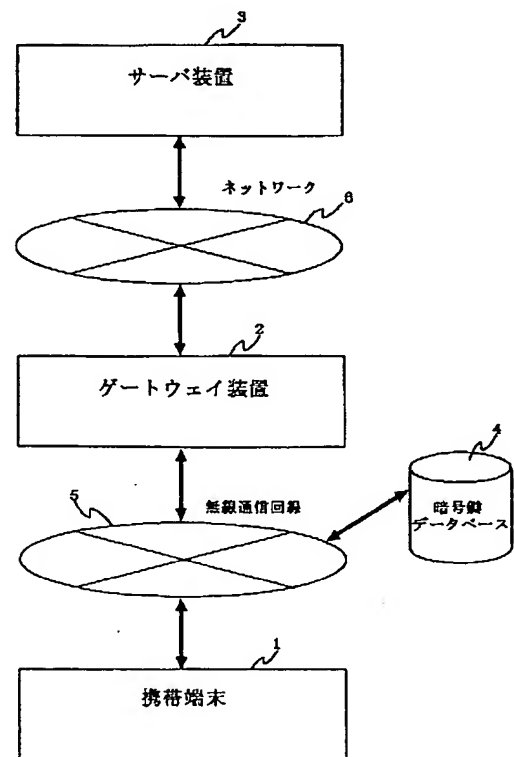 3
サーバ装置
ネットワーク
6
2
ゲートウェイ装置
4
5
無線通信回線
暗号鍵
データベース
1
携帯端末